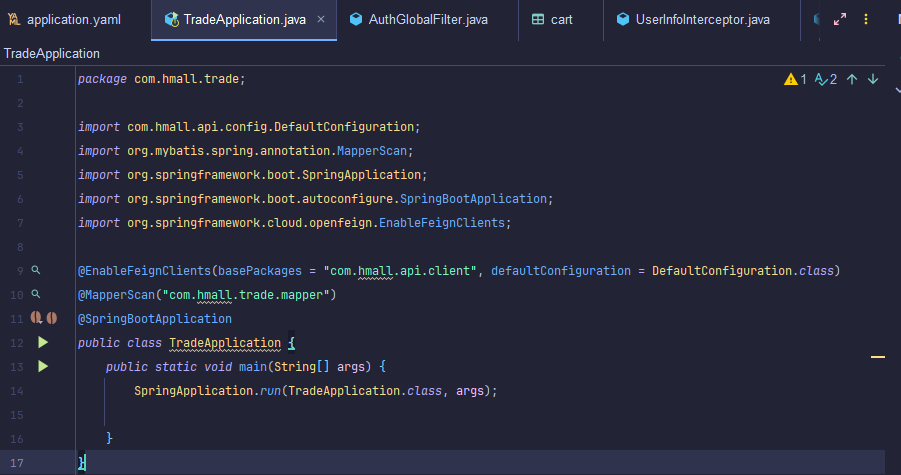 application.yaml TradeApplication.java × AuthGlobalFilter.java cart UserInfoInterceptor.java
TradeApplication
1 package com.hmall.trade; 1 2
2
3 import com.hmall.api.config.DefaultConfiguration;
4 import org.mybatis.spring.annotation.MapperScan;
5 import org.springframework.boot.SpringApplication;
6 import org.springframework.boot.autoconfigure.SpringBootApplication;
7 import org.springframework.cloud.openfeign.EnableFeignClients;
8
9 @EnableFeignClients(basePackages = "com.hmall.api.client", defaultConfiguration = DefaultConfiguration.class)
10 @MapperScan("com.hmall.trade.mapper")
11 @SpringBootApplication
12 public class TradeApplication {
13 public static void main(String[] args) {
14 SpringApplication.run(TradeApplication.class, args);
15
16 }
17 }